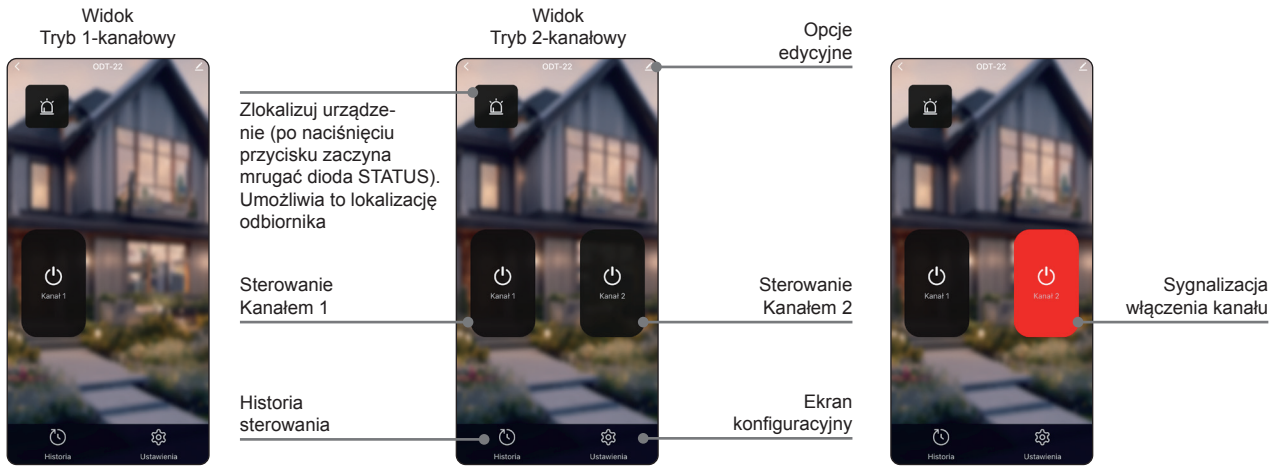 Widok
Tryb 1-kanałowy
ODT-22
Kanał 1
Historia
Ustawienia
Zlokalizuj urządze-
nie (po naciśnięciu
przycisku zaczyna
mrugać dioda STATUS).
Umożliwia to lokalizację
odbiornika
Sterowanie
Kanałem 1
Historia
sterowania
Widok
Tryb 2-kanałowy
ODT-22
Kanał 1
Kanał 2
Historia
Ustawienia
Opcje
edycyjne
Sterowanie
Kanałem 2
Ekran
konfiguracyjny
ODT-22
Kanał 1
Kanał 2
Historia
Ustawienia
Sygnalizacja
włączenia kanału